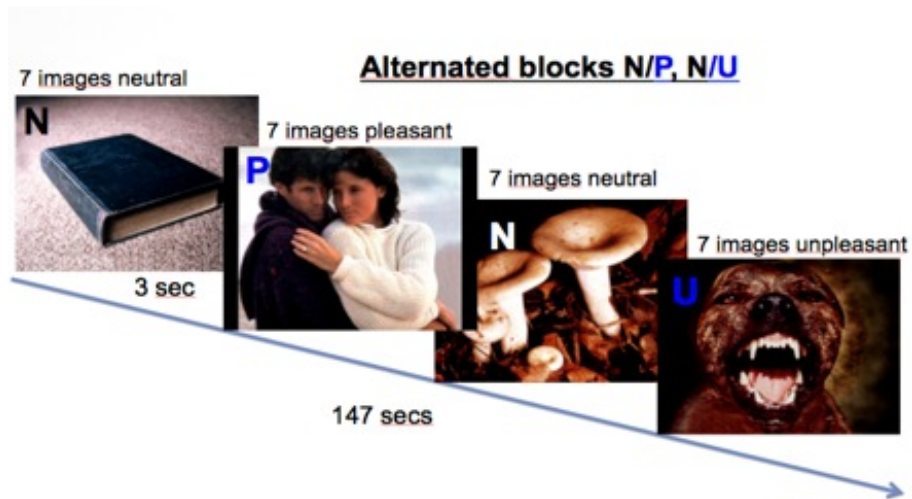 Alternated blocks N/P, N/U
7 images neutral
N
7 images pleasant
P
7 images neutral
N
7 images unpleasant
U
3 sec
147 secs